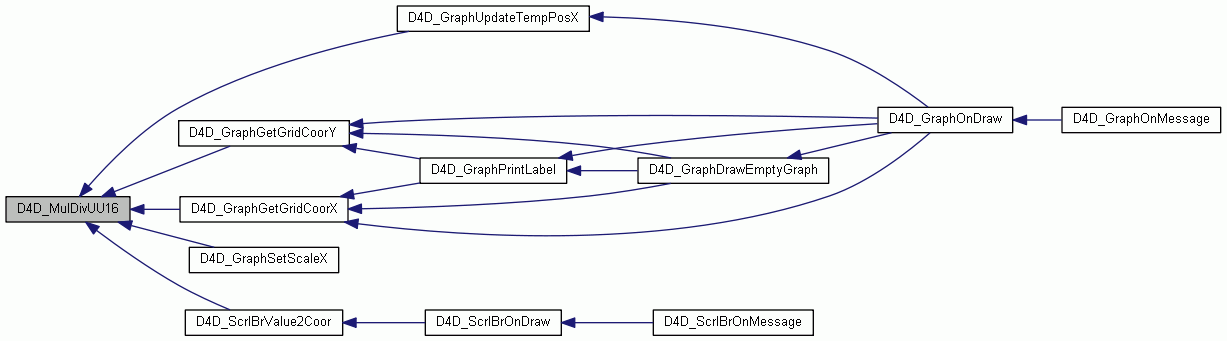 D4D_GraphUpdateTempPosX
D4D_GraphOnDraw
D4D_GraphOnMessage
D4D_GraphGetGridCoorY
D4D_GraphPrintLabel
D4D_GraphDrawEmptyGraph
D4D_MulDivUU16
D4D_GraphGetGridCoorX
D4D_GraphSetScaleX
D4D_ScrlBrValue2Coor
D4D_ScrlBrOnDraw
D4D_ScrlBrOnMessage